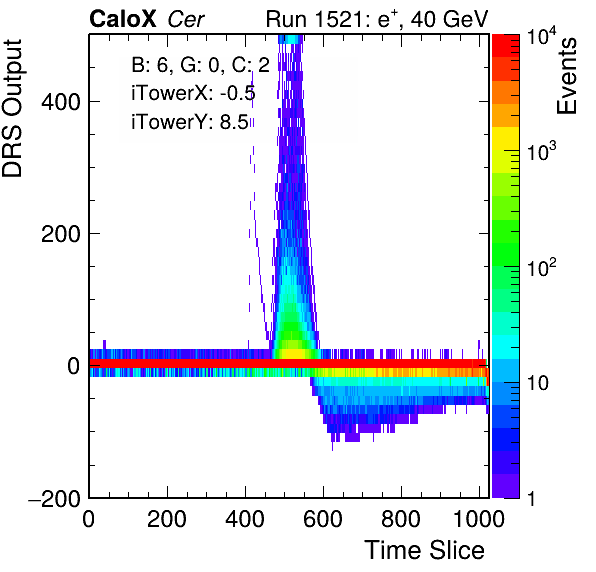 CaloX Cer Run 1521: e⁺, 40 GeV
B: 6, G: 0, C: 2
iTowerX: -0.5
iTowerY: 8.5
DRS Output
400
200
0
−200
0 200 400 600 800 1000
Time Slice
Events
10⁴
10³
10²
10
1